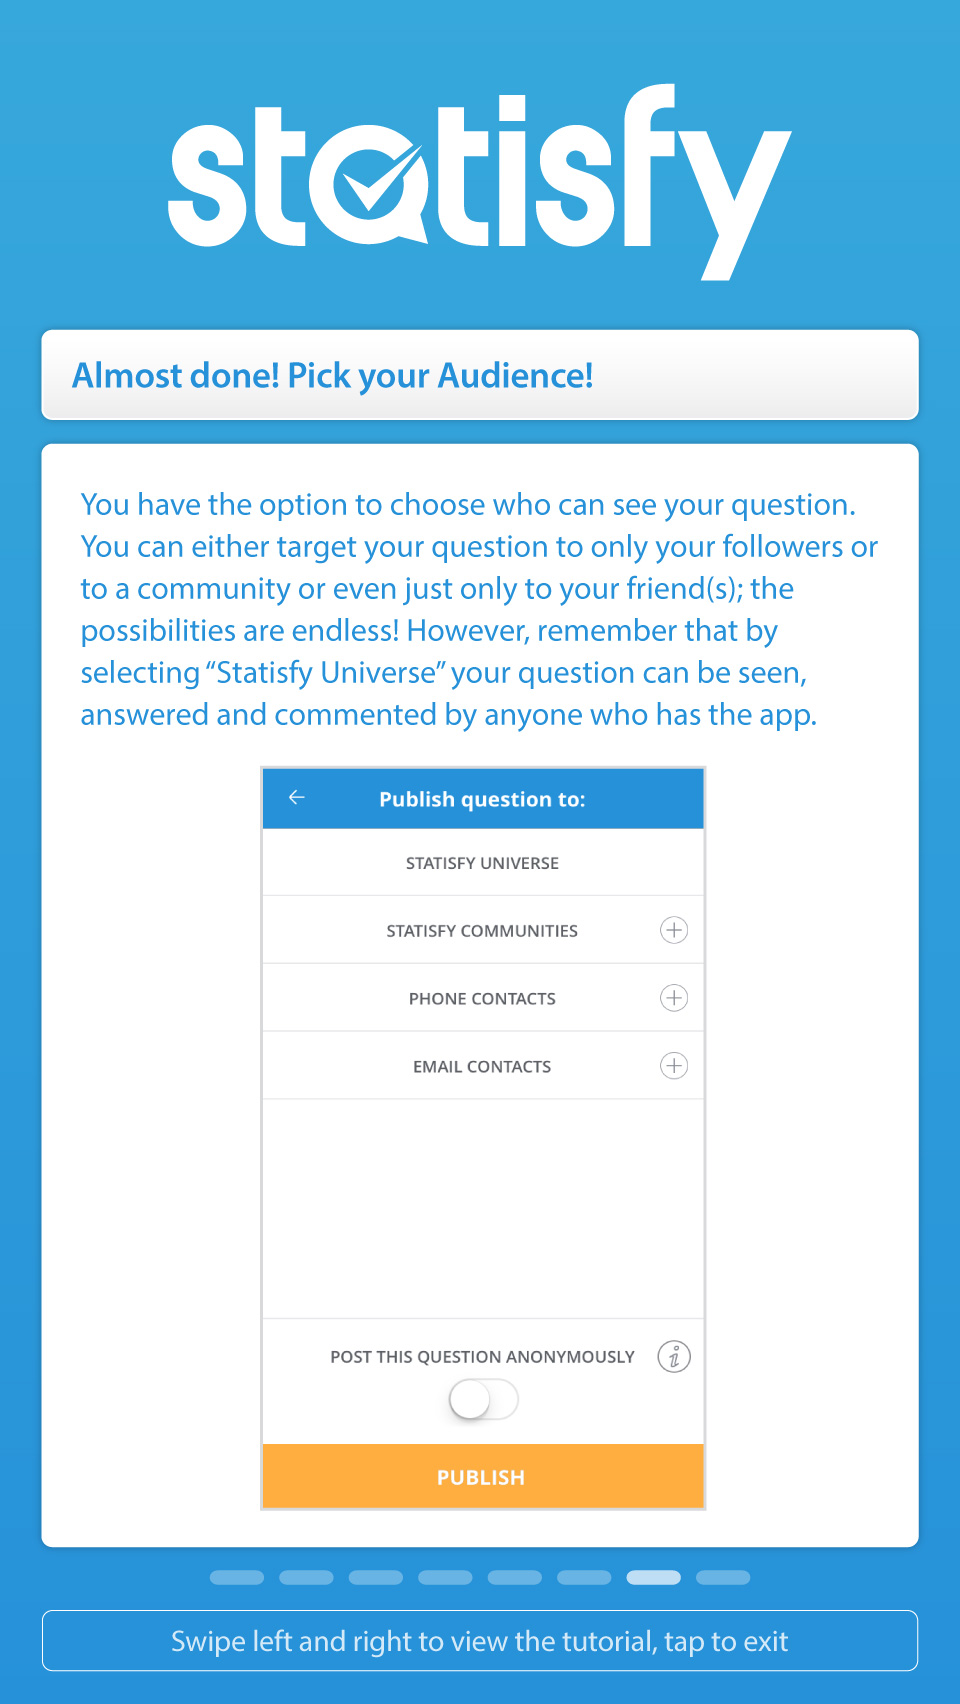 statisfy
Almost done! Pick your Audience!
You have the option to choose who can see your question.
You can either target your question to only your followers or
to a community or even just only to your friend(s); the
possibilities are endless! However, remember that by
selecting “Statisfy Universe” your question can be seen,
answered and commented by anyone who has the app.
Publish question to:
STATISFY UNIVERSE
STATISFY COMMUNITIES
PHONE CONTACTS
EMAIL CONTACTS
POST THIS QUESTION ANONYMOUSLY
PUBLISH
Swipe left and right to view the tutorial, tap to exit